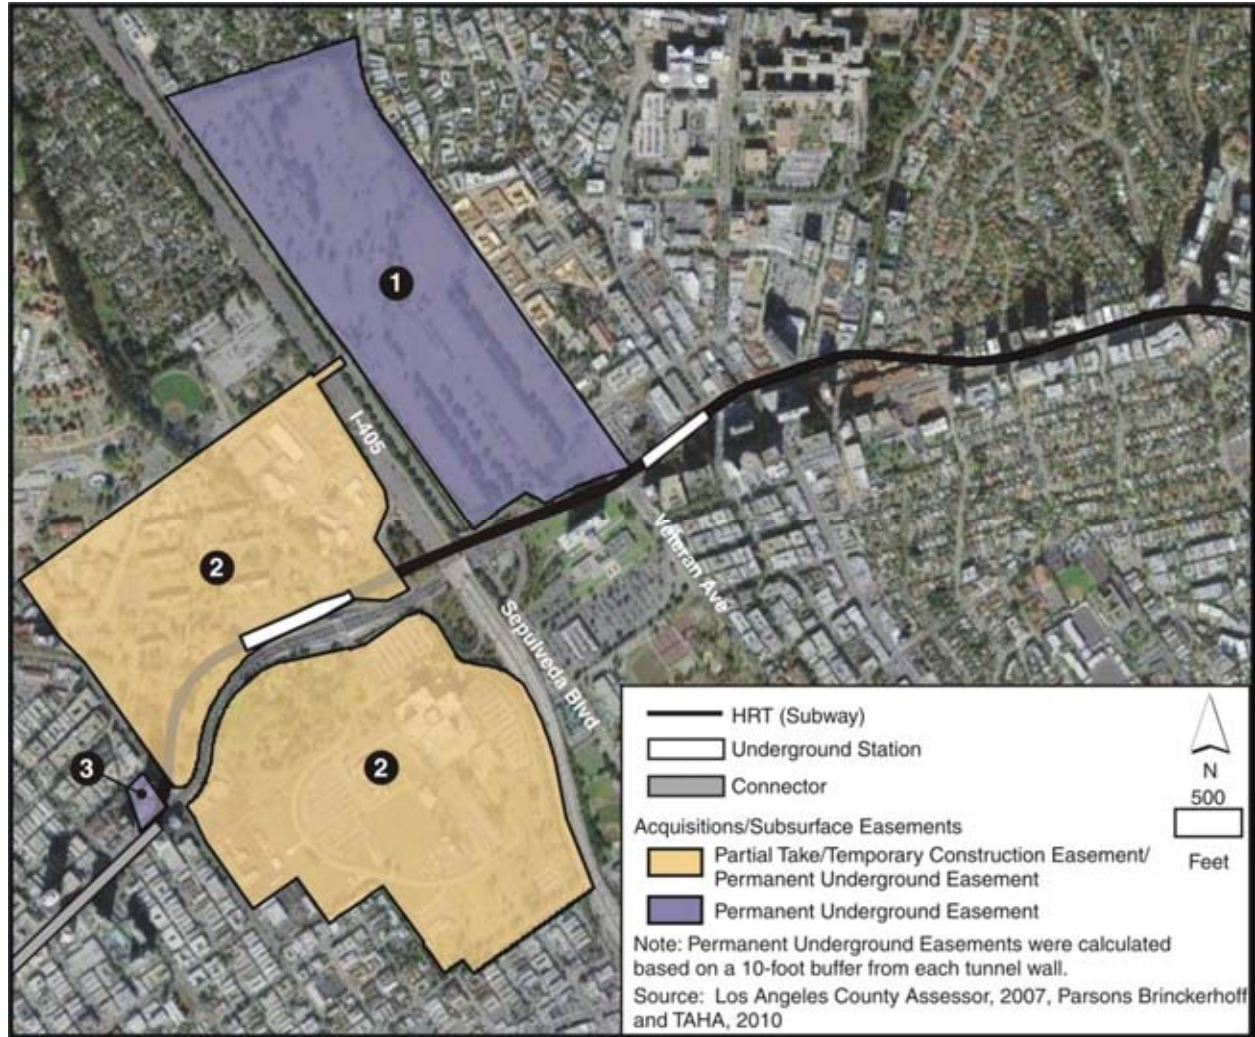 1
I-405
2
Veteran Ave
Sepulveda Blvd
3
2
HRT (Subway)
Underground Station
Connector
Acquisitions/Subsurface Easements
Partial Take/Temporary Construction Easement/
Permanent Underground Easement
Permanent Underground Easement
Note: Permanent Underground Easements were calculated
based on a 10-foot buffer from each tunnel wall.
Source: Los Angeles County Assessor, 2007, Parsons Brinckerhoff
and TAHA, 2010
N
500
Feet